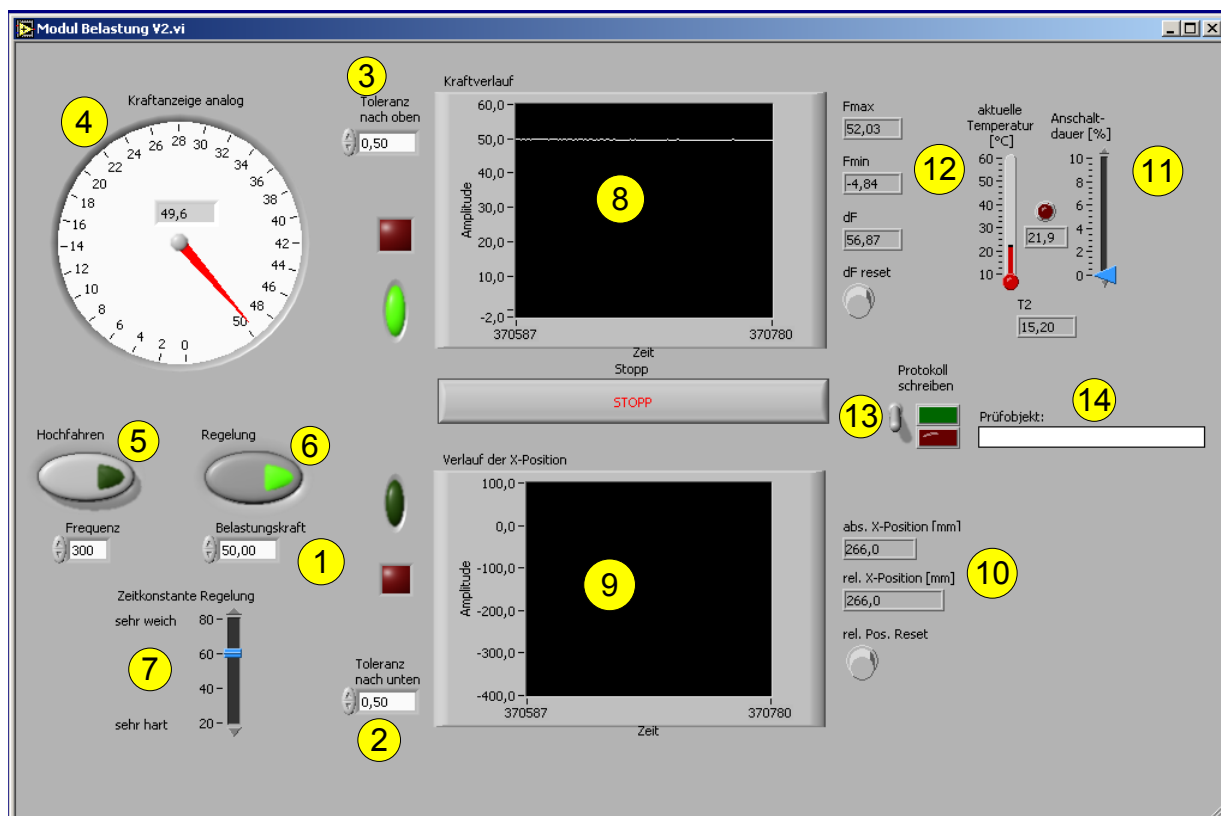 Modul Belastung V2.vi
3
Toleranz
nach oben
0,50
4
Kraftanzeige analog
0
2
4
6
8
10
12
14
16
18
20
22
24
26
28
30
32
34
36
38
40
42
44
46
48
50
49,6
Kraftverlauf
Amplitude
60,0
50,0
40,0
30,0
20,0
10,0
-2,0
370587
370780
Zeit
8
Fmax
52,03
Fmin
-4,84
dF
56,87
dF reset
12
aktuelle
Temperatur
[°C]
60
50
40
30
20
10
21,9
T2
15,20
Anschalt-
dauer [%]
10
8
6
4
2
0
11
Stopp
STOPP
Protokoll
schreiben
13
14
Prüfobjekt:
Hochfahren
5
Regelung
6
Frequenz
300
Belastungskraft
50,00
1
Zeitkonstante Regelung
sehr weich
80
60
40
20
sehr hart
7
Toleranz
nach unten
0,50
2
Verlauf der X-Position
Amplitude
100,0
0,0
-100,0
-200,0
-300,0
-400,0
370587
370780
Zeit
9
abs. X-Position [mm]
266,0
rel. X-Position [mm]
266,0
10
rel. Pos. Reset